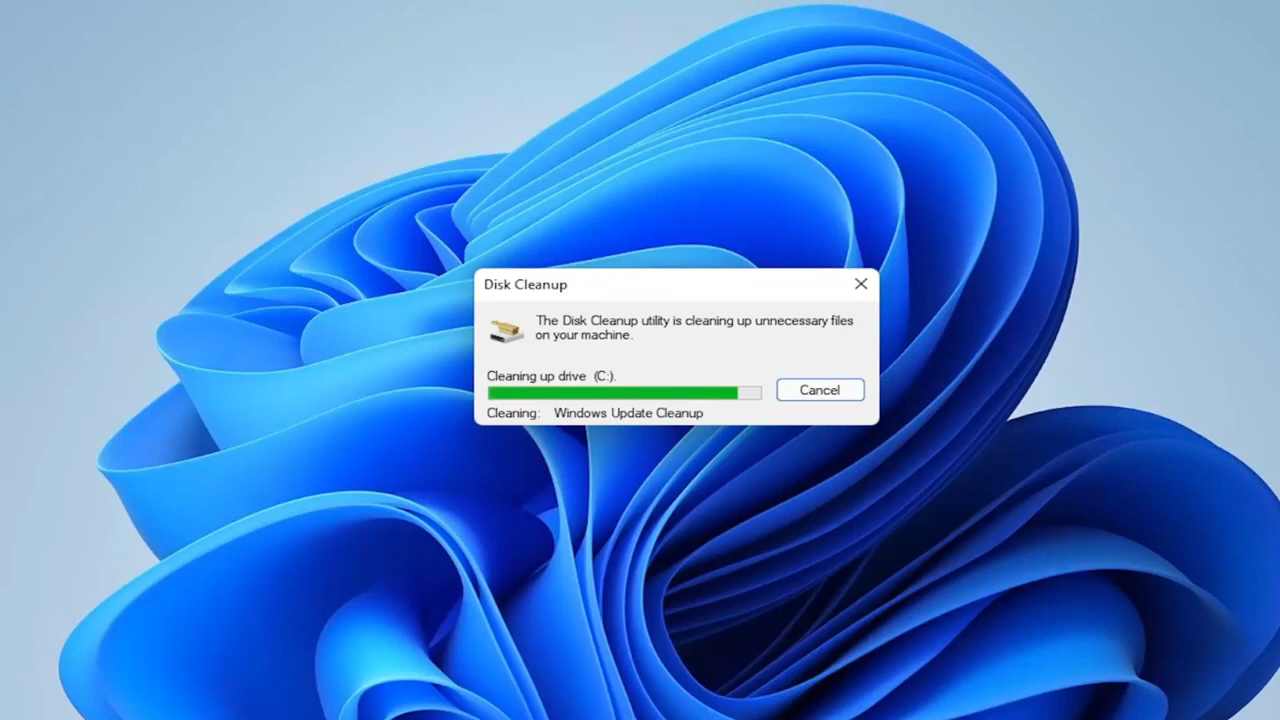 Disk Cleanup
The Disk Cleanup utility is cleaning up unnecessary files
on your machine.
Cleaning up drive (C:).
Cancel
Cleaning: Windows Update Cleanup